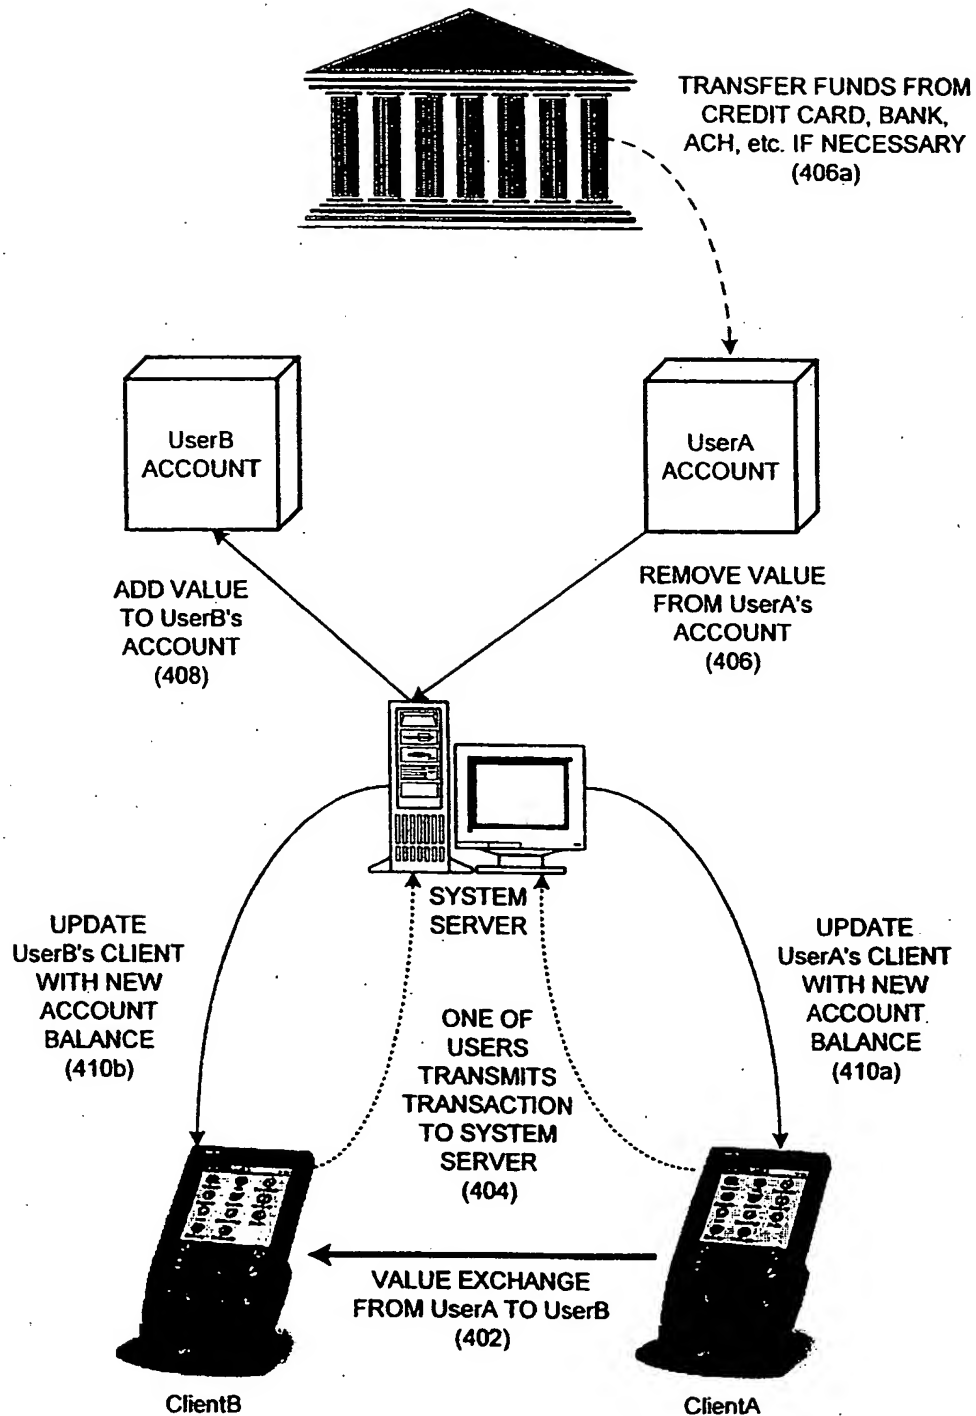 TRANSFER FUNDS FROM
CREDIT CARD, BANK,
ACH, etc. IF NECESSARY
(406a)
UserB
ACCOUNT
UserA
ACCOUNT
ADD VALUE
TO UserB's
ACCOUNT
(408)
REMOVE VALUE
FROM UserA's
ACCOUNT
(406)
SYSTEM
SERVER
UPDATE
UserB's CLIENT
WITH NEW
ACCOUNT
BALANCE
(410b)
ONE OF
USERS
TRANSMITS
TRANSACTION
TO SYSTEM
SERVER
(404)
UPDATE
UserA's CLIENT
WITH NEW
ACCOUNT
BALANCE
(410a)
VALUE EXCHANGE
FROM UserA TO UserB
(402)
ClientB
ClientA